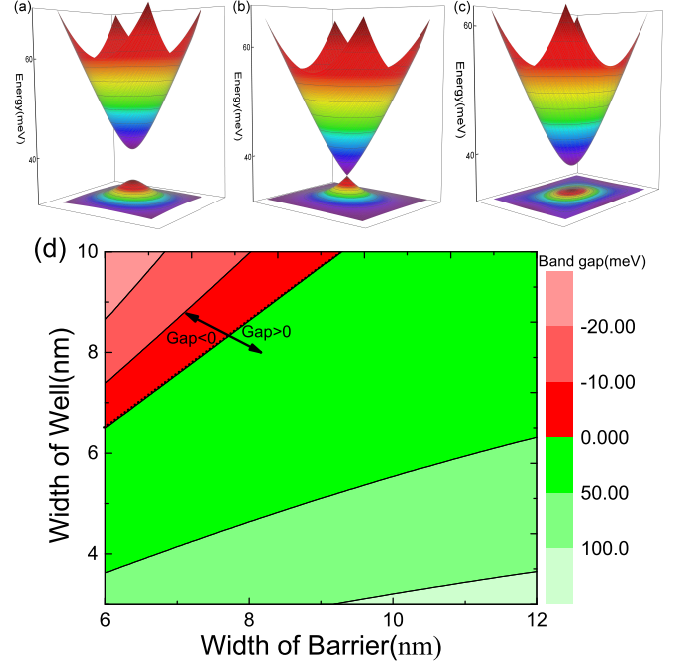 (a)
(b)
(c)
Energy(meV)
60
40
Energy(meV)
60
40
Energy(meV)
60
40
(d)
Band gap(meV)
-20.00
-10.00
0.000
50.00
100.0
Gap<0
Gap>0
10
8
6
4
Width of Well(nm)
6
8
10
12
Width of Barrier(nm)